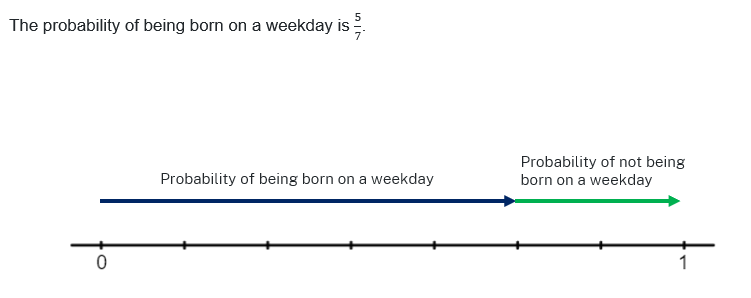 The probability of being born on a weekday is 5/7.
Probability of being born on a weekday
Probability of not being
born on a weekday
0 1